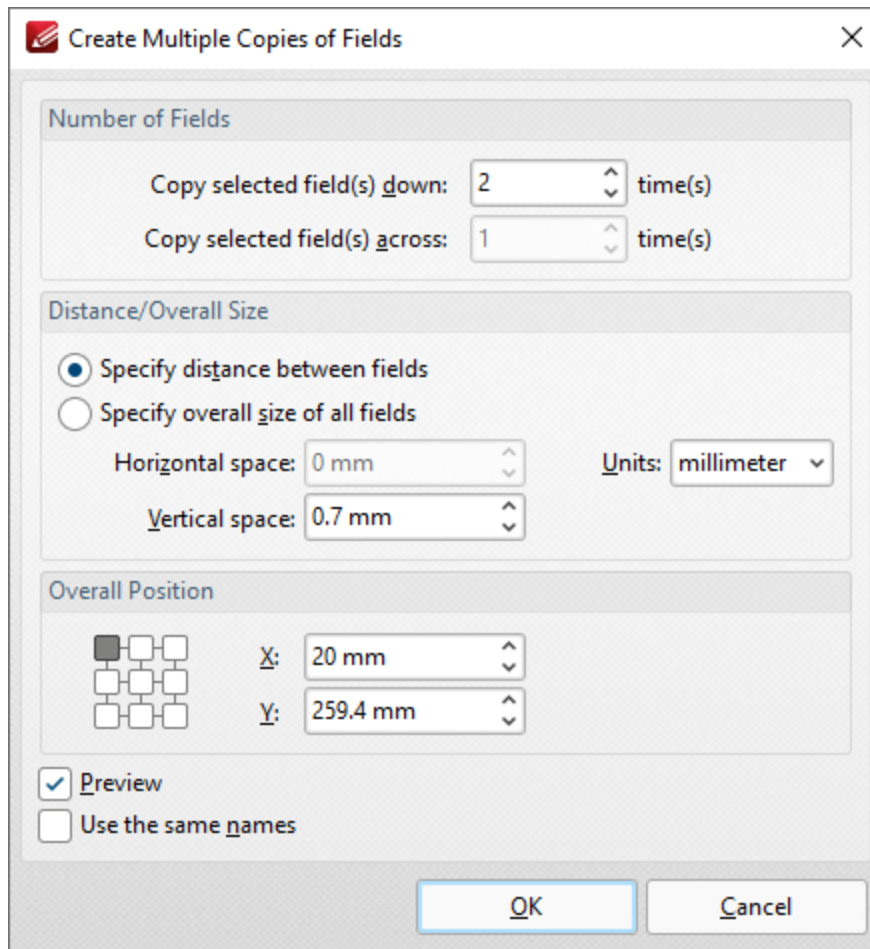 Create Multiple Copies of Fields
Number of Fields
Copy selected field(s) down: 2 time(s)
Copy selected field(s) across: 1 time(s)
Distance/Overall Size
Specify distance between fields
Specify overall size of all fields
Horizontal space: 0 mm Units: millimeter
Vertical space: 0.7 mm
Overall Position
X: 20 mm
Y: 259.4 mm
Preview
Use the same names
OK Cancel